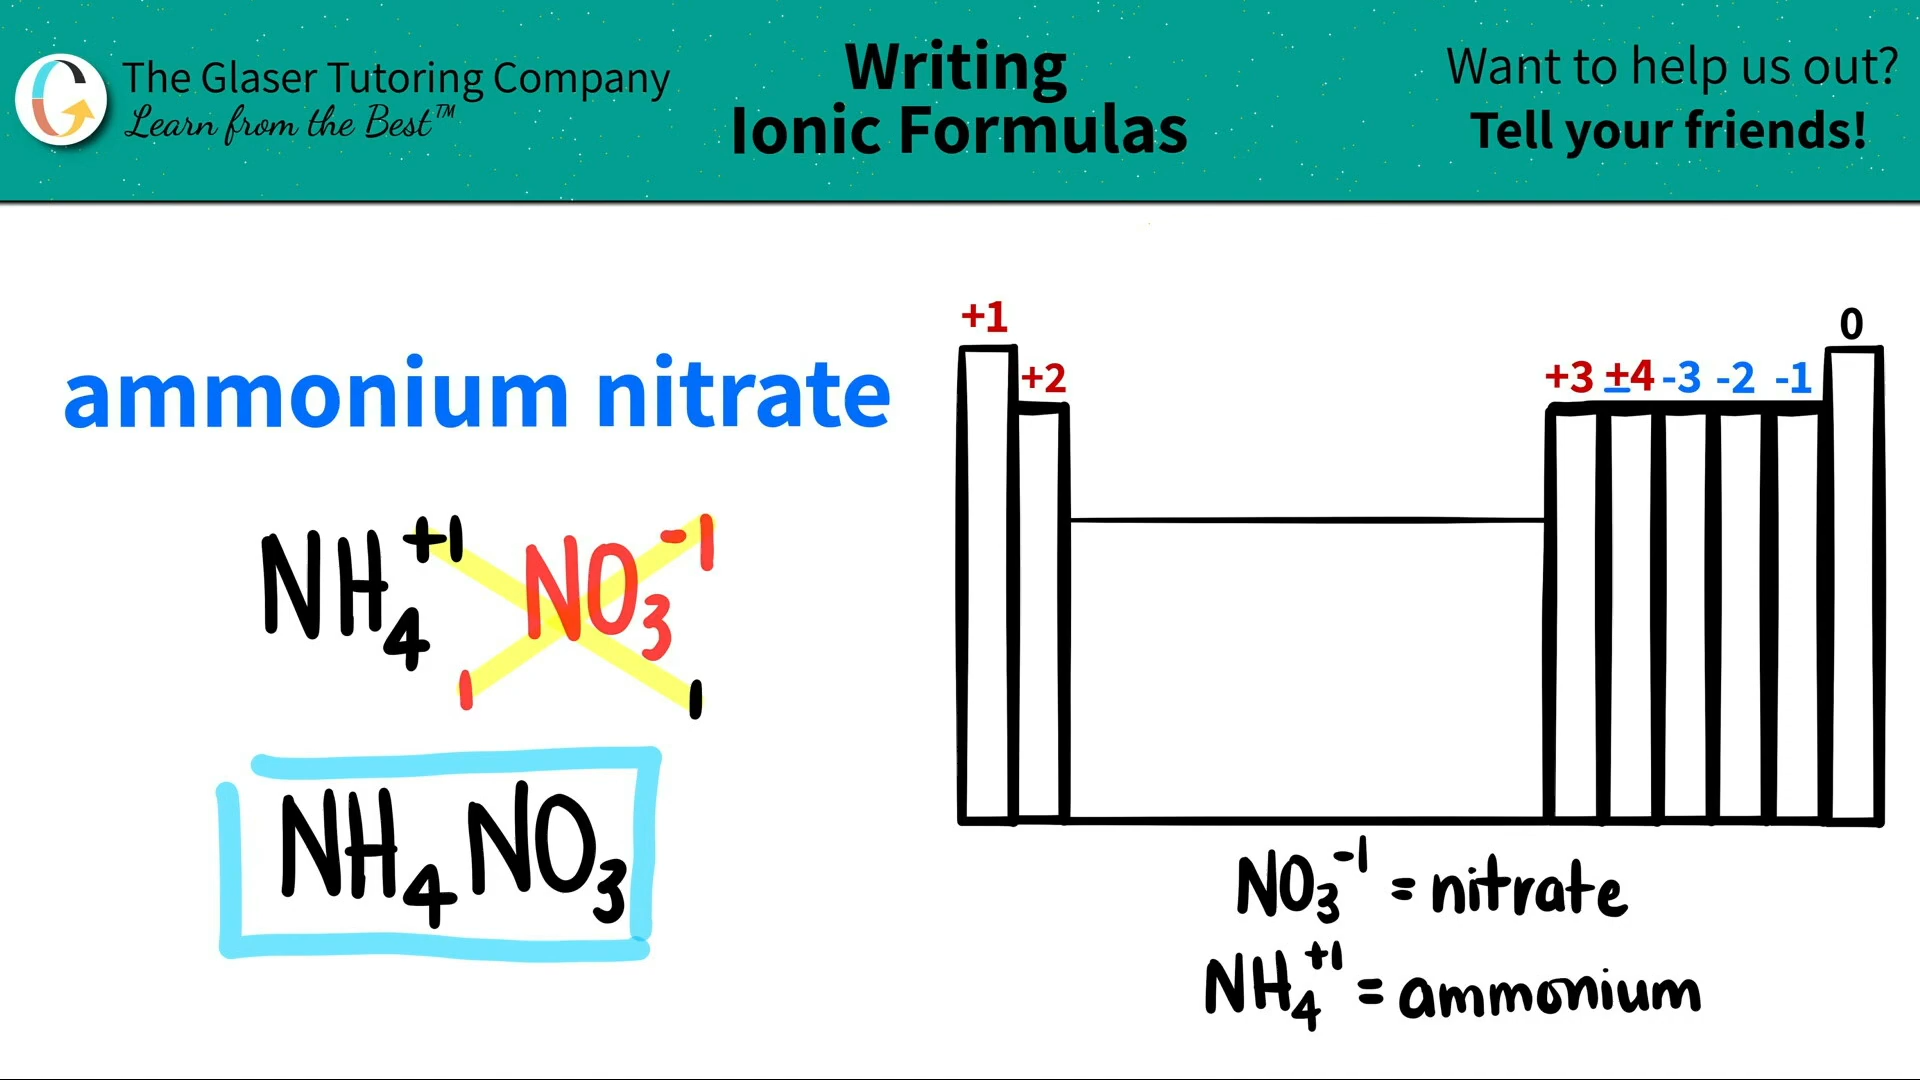 The Glaser Tutoring Company
Learn from the Best™
Writing
Ionic Formulas
Want to help us out?
Tell your friends!
ammonium nitrate
NH₄⁺¹ NO₃⁻¹
1 1
NH₄NO₃
+1
+2
+3 ±4 -3 -2 -1
0
NO₃⁻¹ = nitrate
NH₄⁺¹ = ammonium